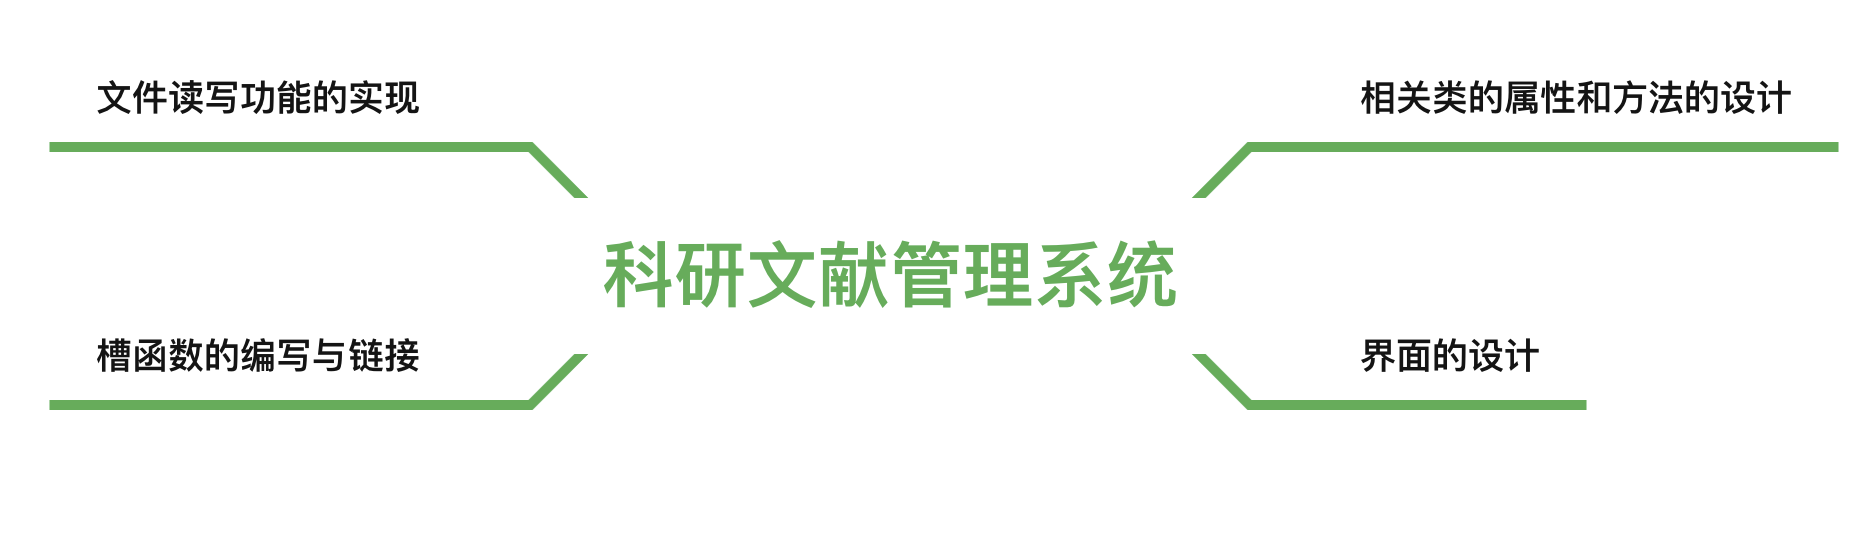 文件读写功能的实现
相关类的属性和方法的设计
科研文献管理系统
槽函数的编写与链接
界面的设计